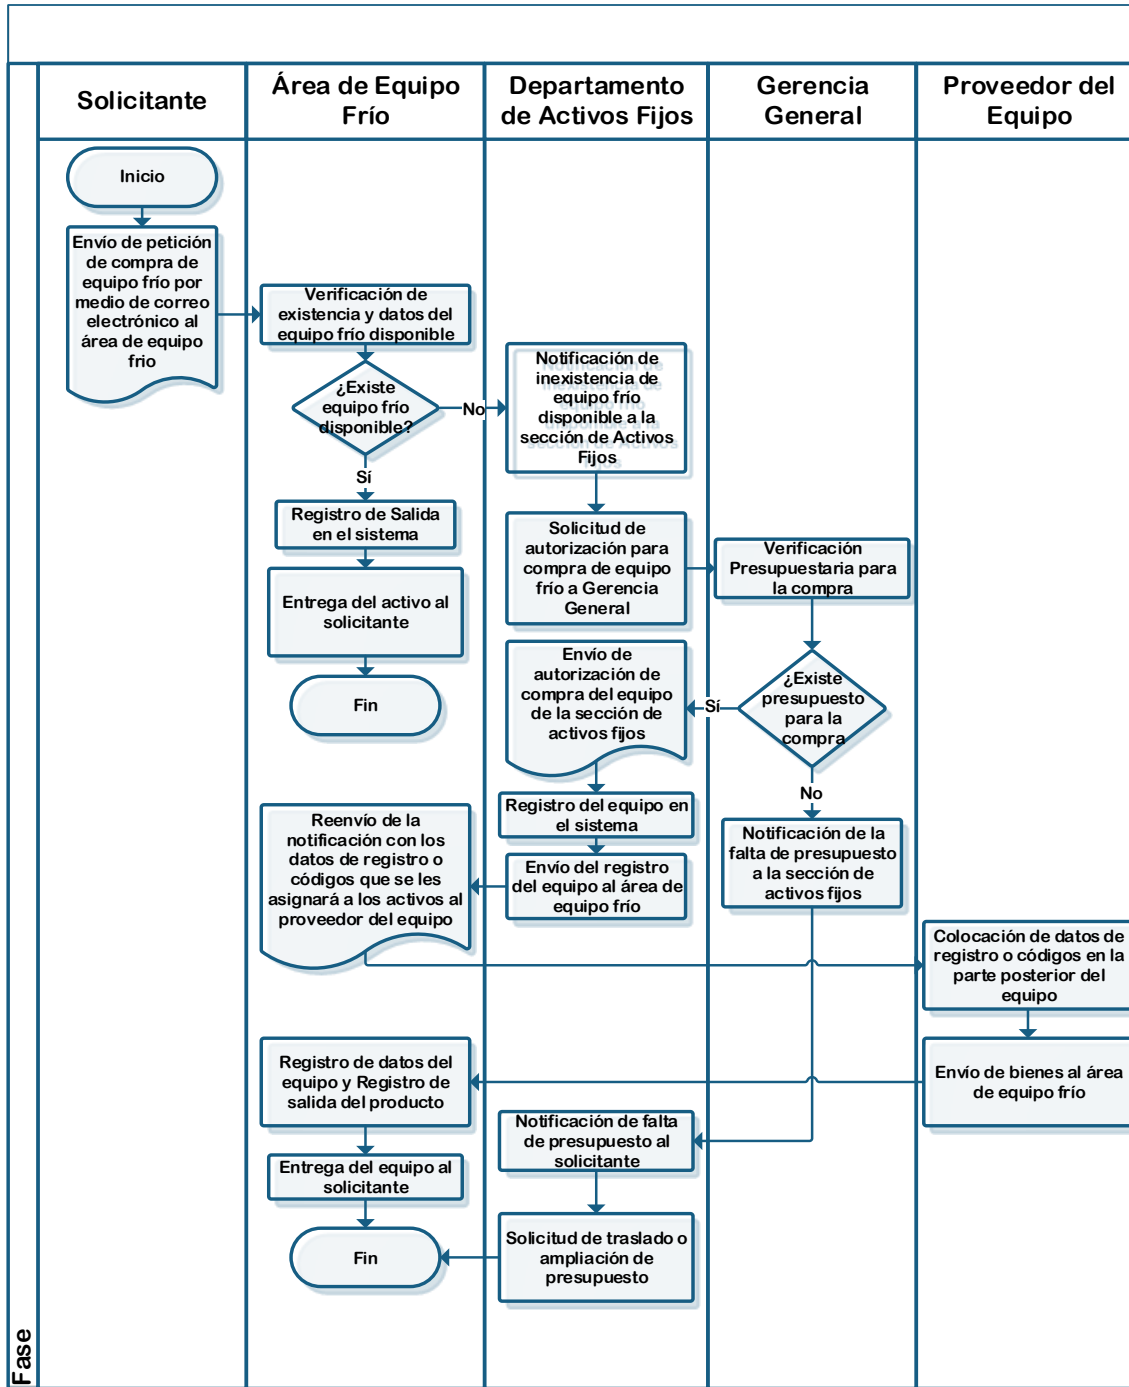 Solicitante
Área de Equipo
Frío
Departamento
de Activos Fijos
Gerencia
General
Proveedor del
Equipo
Inicio
Envío de petición
de compra de
equipo frío por
medio de correo
electrónico al
área de equipo
frio
Verificación de
existencia y datos del
equipo frío disponible
¿Existe
equipo frío
disponible?
No
Notificación de
inexistencia de
equipo frío
disponible a la
sección de Activos
Fijos
Sí
Registro de Salida
en el sistema
Solicitud de
autorización para
compra de equipo
frío a Gerencia
General
Verificación
Presupuestaria para
la compra
Entrega del activo al
solicitante
Fin
Envío de
autorización de
compra del equipo
de la sección de
activos fijos
Sí
¿Existe
presupuesto
para la
compra
No
Registro del equipo en
el sistema
Notificación de la
falta de presupuesto
a la sección de
activos fijos
Reenvío de la
notificación con los
datos de registro o
códigos que se les
asignará a los activos al
proveedor del equipo
Envío del registro
del equipo al área de
equipo frío
Colocación de datos de
registro o códigos en la
parte posterior del
equipo
Registro de datos del
equipo y Registro de
salida del producto
Envío de bienes al área
de equipo frío
Notificación de falta
de presupuesto al
solicitante
Entrega del equipo al
solicitante
Solicitud de traslado o
ampliación de
presupuesto
Fin
Fase